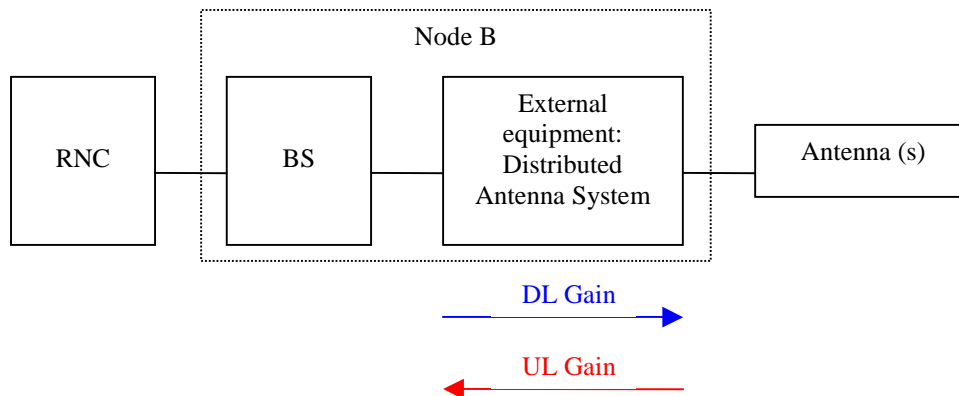 Node B
RNC
BS
External
equipment:
Distributed
Antenna System
Antenna (s)
DL Gain
UL Gain